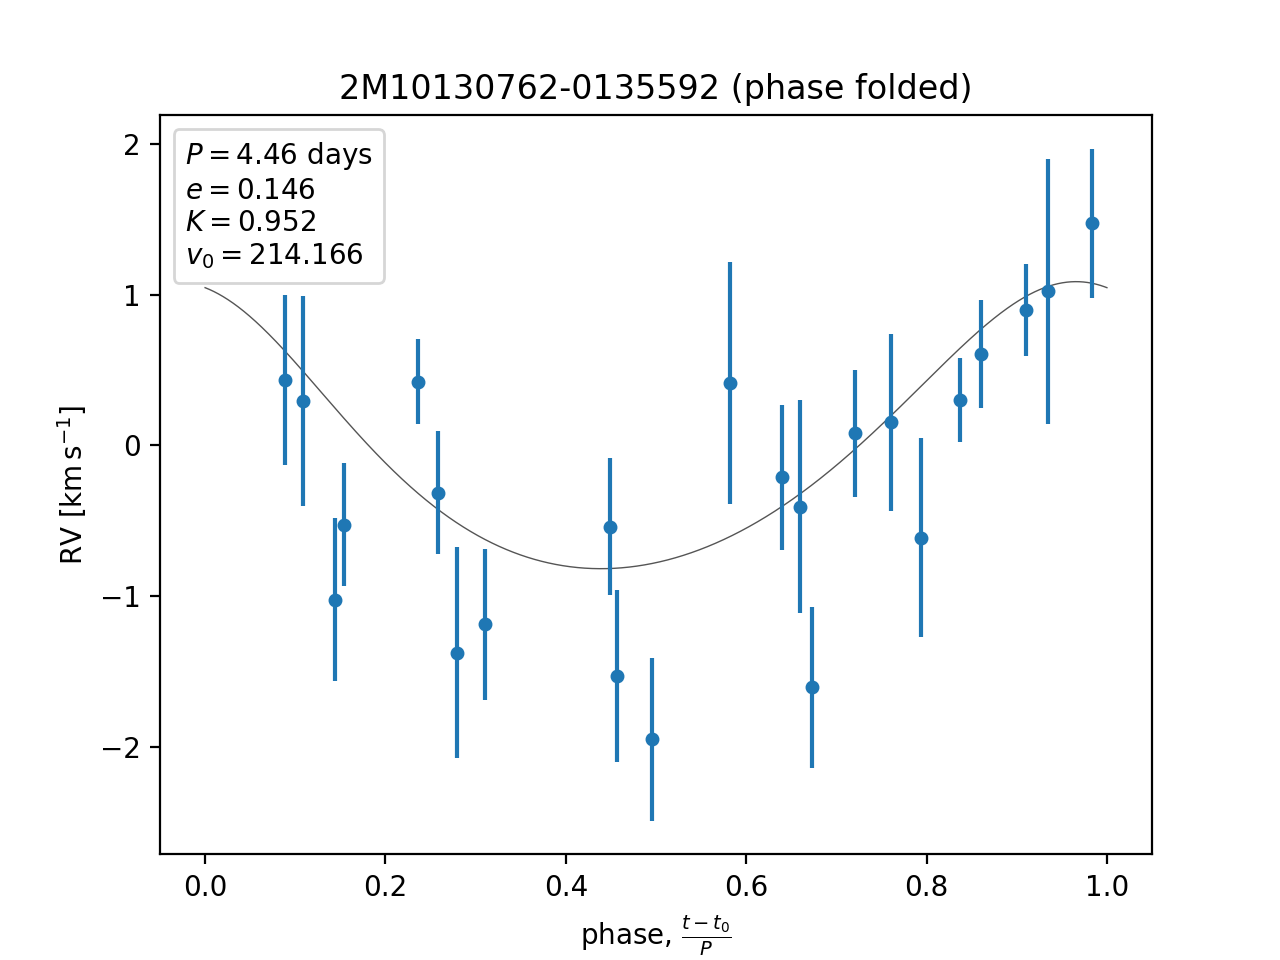 2M10130762-0135592 (phase folded)
P = 4.46 days
e = 0.146
K = 0.952
v₀ = 214.166
2
1
0
−1
−2
RV [km s⁻¹]
0.0 0.2 0.4 0.6 0.8 1.0
phase, (t − t₀)/P